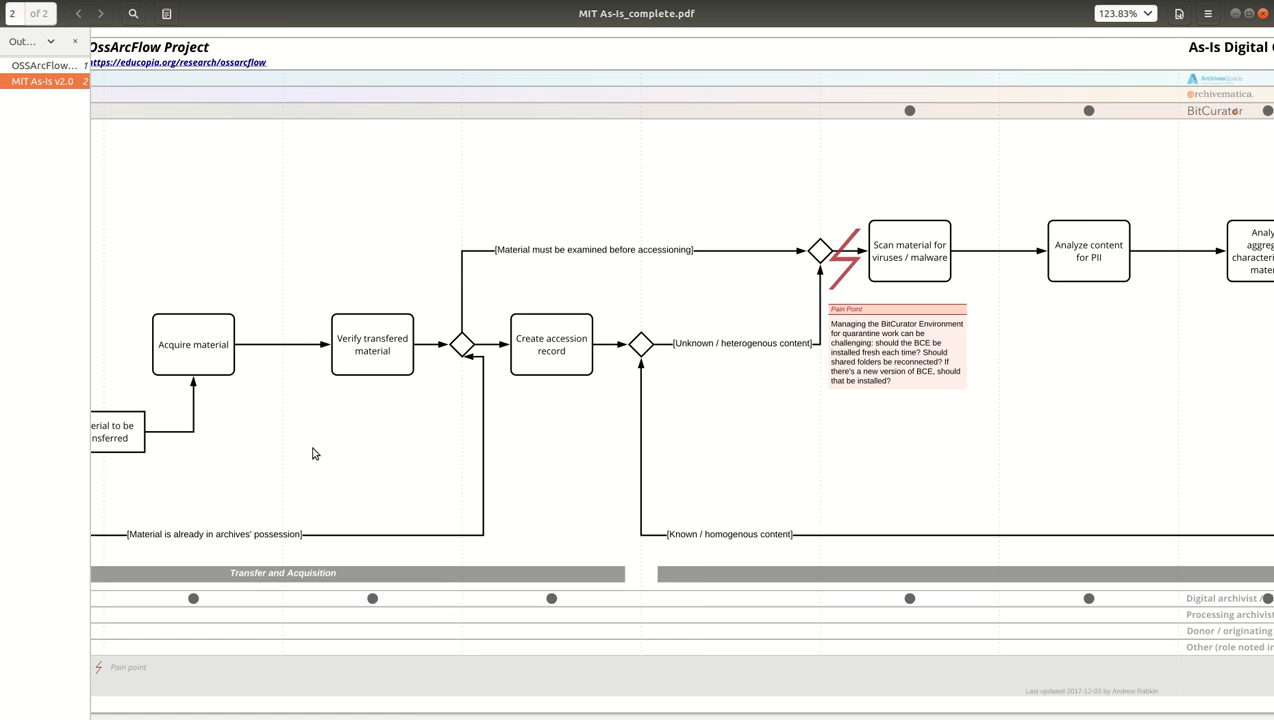 2 of 2
MIT As-Is_complete.pdf
123.83%
Out...
OSSArcFlow... 1
MIT As-Is v2.0 2
OssArcFlow Project
https://educopia.org/research/ossarcflow
As-Is Digital
ArchivesSpace
archivematica
BitCurator
[Material must be examined before accessioning]
Scan material for
viruses / malware
Analyze content
for PII
Analy
aggreg
characteri
mater
Acquire material
Verify transfered
material
Create accession
record
[Unknown / heterogenous content]
Pain Point
Managing the BitCurator Environment
for quarantine work can be
challenging: should the BCE be
installed fresh each time? Should
shared folders be reconnected? If
there's a new version of BCE, should
that be installed?
erial to be
nsferred
[Material is already in archives' possession]
[Known / homogenous content]
Transfer and Acquisition
Digital archivist /
Processing archivist
Donor / originating
Other (role noted in
Pain point
Last updated 2017-12-03 by Andrew Rabkin